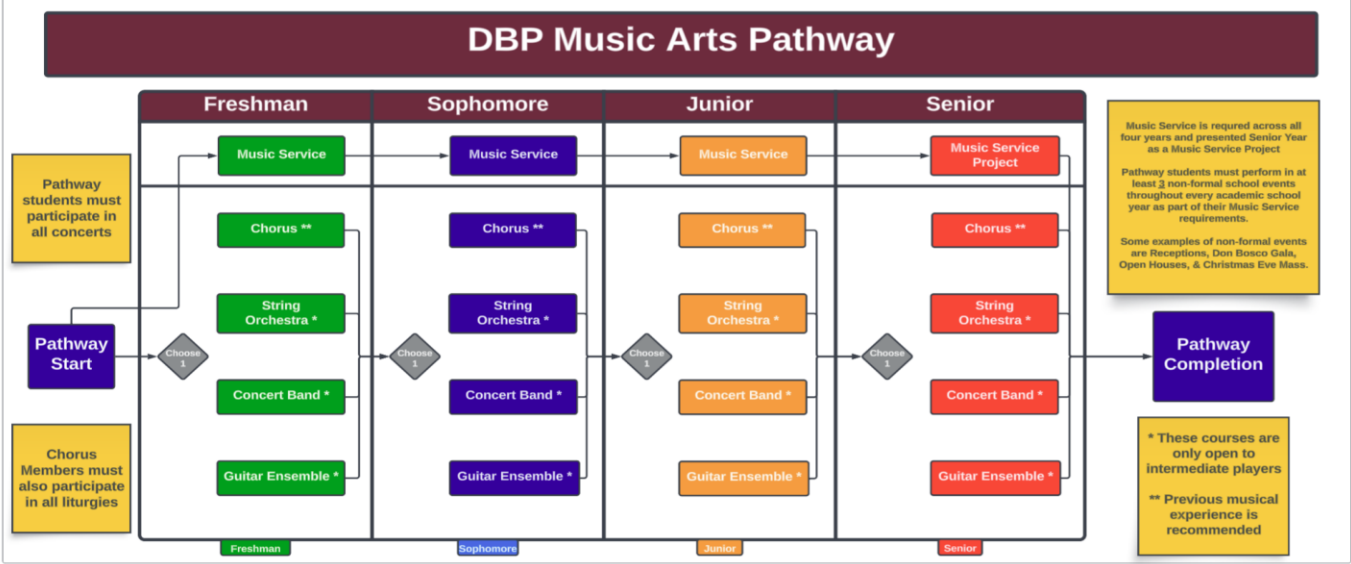 DBP Music Arts Pathway
Freshman
Sophomore
Junior
Senior
Music Service
Music Service
Music Service
Music Service
Project
Music Service is requred across all
four years and presented Senior Year
as a Music Service Project
Pathway students must perform in at
least 3 non-formal school events
throughout every academic school
year as part of their Music Service
requirements.
Some examples of non-formal events
are Receptions, Don Bosco Gala,
Open Houses, & Christmas Eve Mass.
Pathway
students must
participate in
all concerts
Chorus **
Chorus **
Chorus **
Chorus **
String
Orchestra *
String
Orchestra *
String
Orchestra *
String
Orchestra *
Pathway
Start
Choose
1
Choose
1
Choose
1
Choose
1
Pathway
Completion
Concert Band *
Concert Band *
Concert Band *
Concert Band *
Chorus
Members must
also participate
in all liturgies
Guitar Ensemble *
Guitar Ensemble *
Guitar Ensemble *
Guitar Ensemble *
* These courses are
only open to
intermediate players
** Previous musical
experience is
recommended
Freshman
Sophomore
Junior
Senior